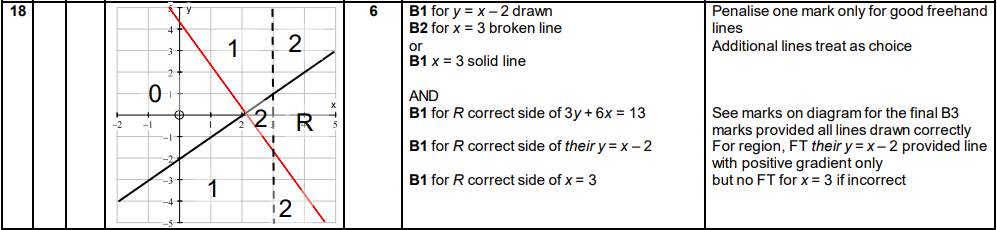 18
y
4
1
2
3
2
0
1
x
-2
-1
1
2
2
R
5
-1
-2
-3
1
-4
2
-5
6
B1 for y = x – 2 drawn
B2 for x = 3 broken line
or
B1 x = 3 solid line
AND
B1 for R correct side of 3y + 6x = 13
B1 for R correct side of their y = x – 2
B1 for R correct side of x = 3
Penalise one mark only for good freehand
lines
Additional lines treat as choice
See marks on diagram for the final B3
marks provided all lines drawn correctly
For region, FT their y = x – 2 provided line
with positive gradient only
but no FT for x = 3 if incorrect